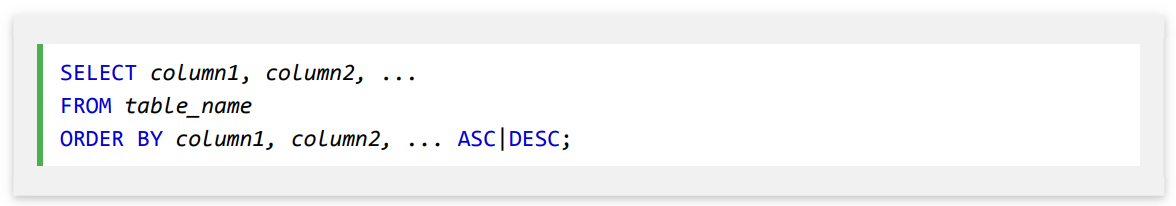 SELECT column1, column2, ...
FROM table_name
ORDER BY column1, column2, ... ASC|DESC;